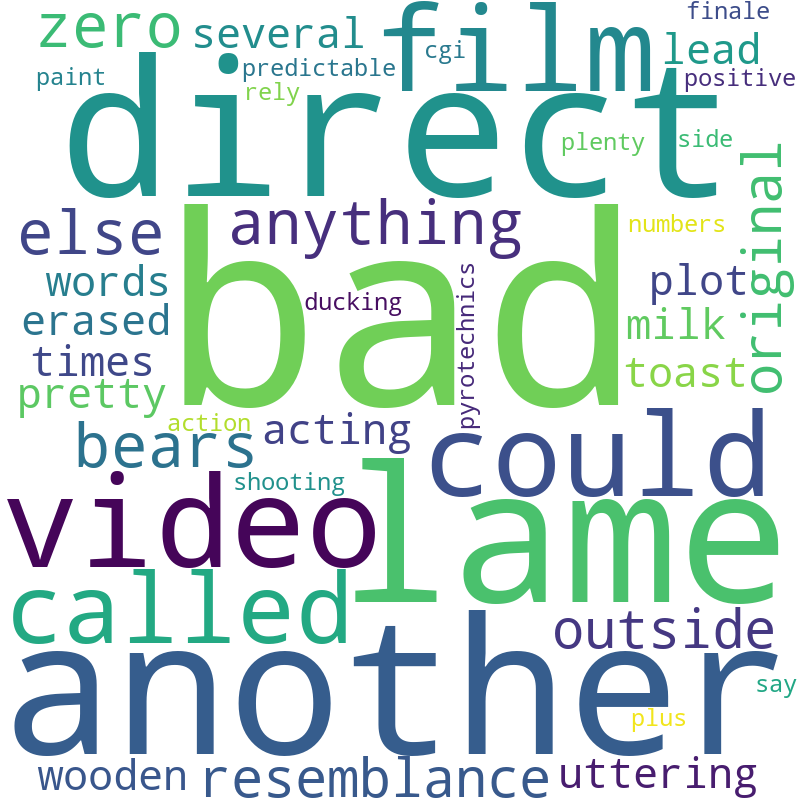 finale
zero
several
film
cgi
lead
paint
predictable
positive
rely
direct
plenty
side
original
else
anything
bad
numbers
words
ducking
pyrotechnics
plot
erased
milk
times
toast
pretty
action
acting
bears
could
shooting
video
lame
called
another
outside
say
plus
wooden
resemblance
uttering